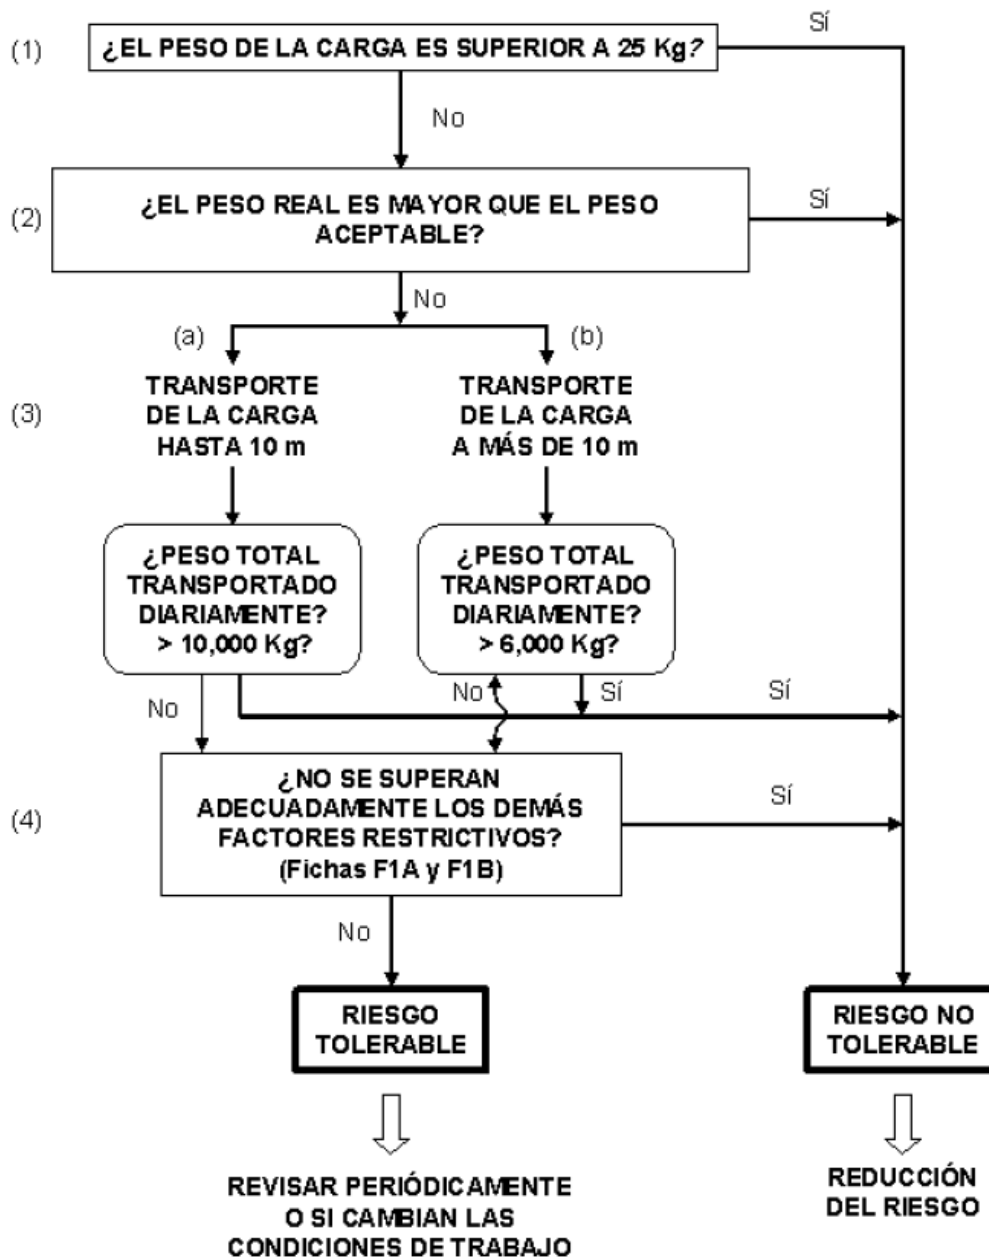 (1)
¿EL PESO DE LA CARGA ES SUPERIOR A 25 Kg?
Sí
No
(2)
¿EL PESO REAL ES MAYOR QUE EL PESO
ACEPTABLE?
Sí
No
(a)
(b)
(3)
TRANSPORTE
DE LA CARGA
HASTA 10 m
TRANSPORTE
DE LA CARGA
A MÁS DE 10 m
¿PESO TOTAL
TRANSPORTADO
DIARIAMENTE?
> 10,000 Kg?
¿PESO TOTAL
TRANSPORTADO
DIARIAMENTE?
> 6,000 Kg?
No
No
Sí
Sí
(4)
¿NO SE SUPERAN
ADECUADAMENTE LOS DEMÁS
FACTORES RESTRICTIVOS?
(Fichas F1A y F1B)
Sí
No
RIESGO
TOLERABLE
RIESGO NO
TOLERABLE
REVISAR PERIÓDICAMENTE
O SI CAMBIAN LAS
CONDICIONES DE TRABAJO
REDUCCIÓN
DEL RIESGO